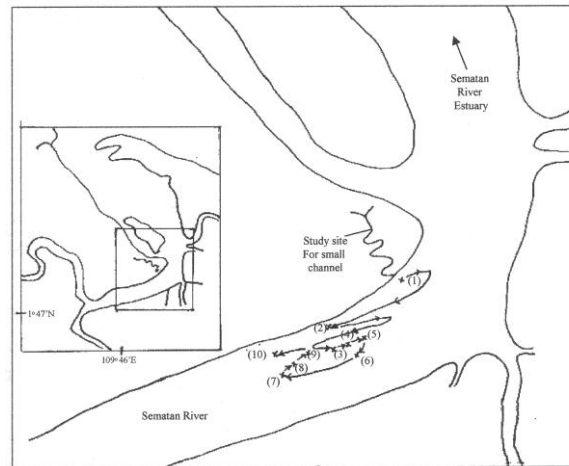 Sematan
River
Estuary
Study site
For small
channel
(1)
(2)
(4)
(5)
(10)
(9)
(3)
(6)
(8)
(7)
1° 47'N
109° 46'E
Sematan River